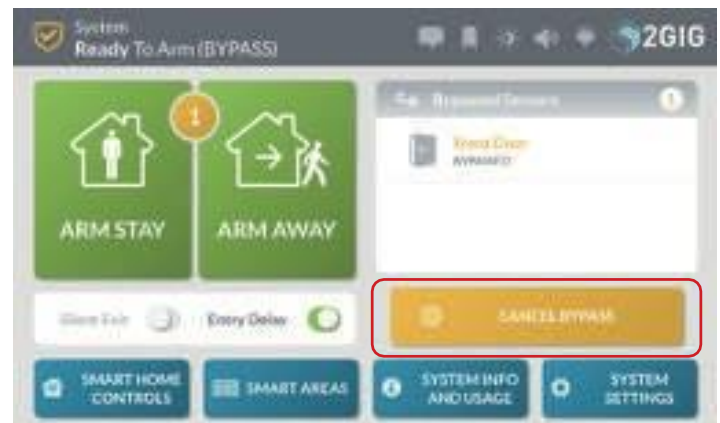 System
Ready To Arm (BYPASS)
2GIG
1
ARM STAY
ARM AWAY
Bypassed Sensors
1
Front Door
BYPASSED
Silent Exit
Entry Delay
CANCEL BYPASS
SMART HOME
CONTROLS
SMART AREAS
SYSTEM INFO
AND USAGE
SYSTEM
SETTINGS